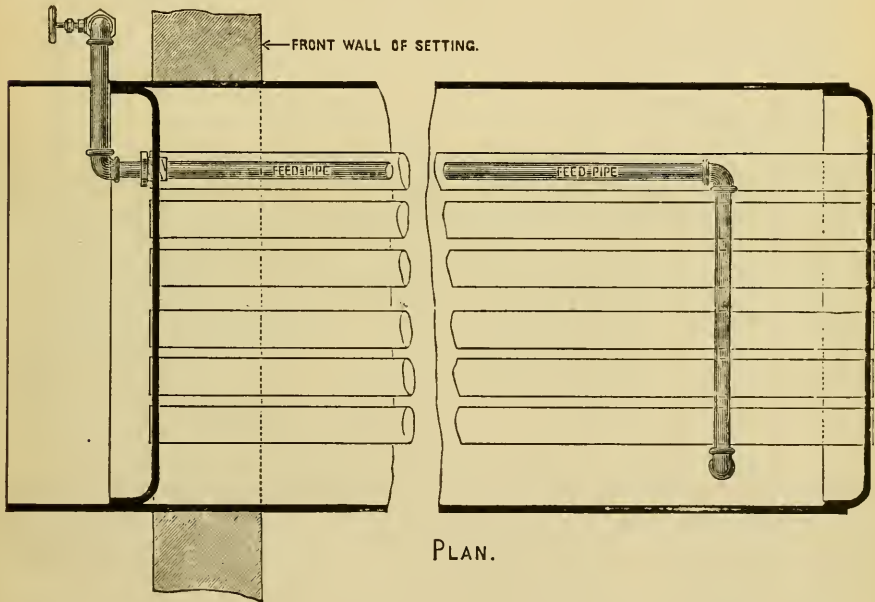 FRONT WALL OF SETTING.
FEED-PIPE
FEED-PIPE
PLAN.